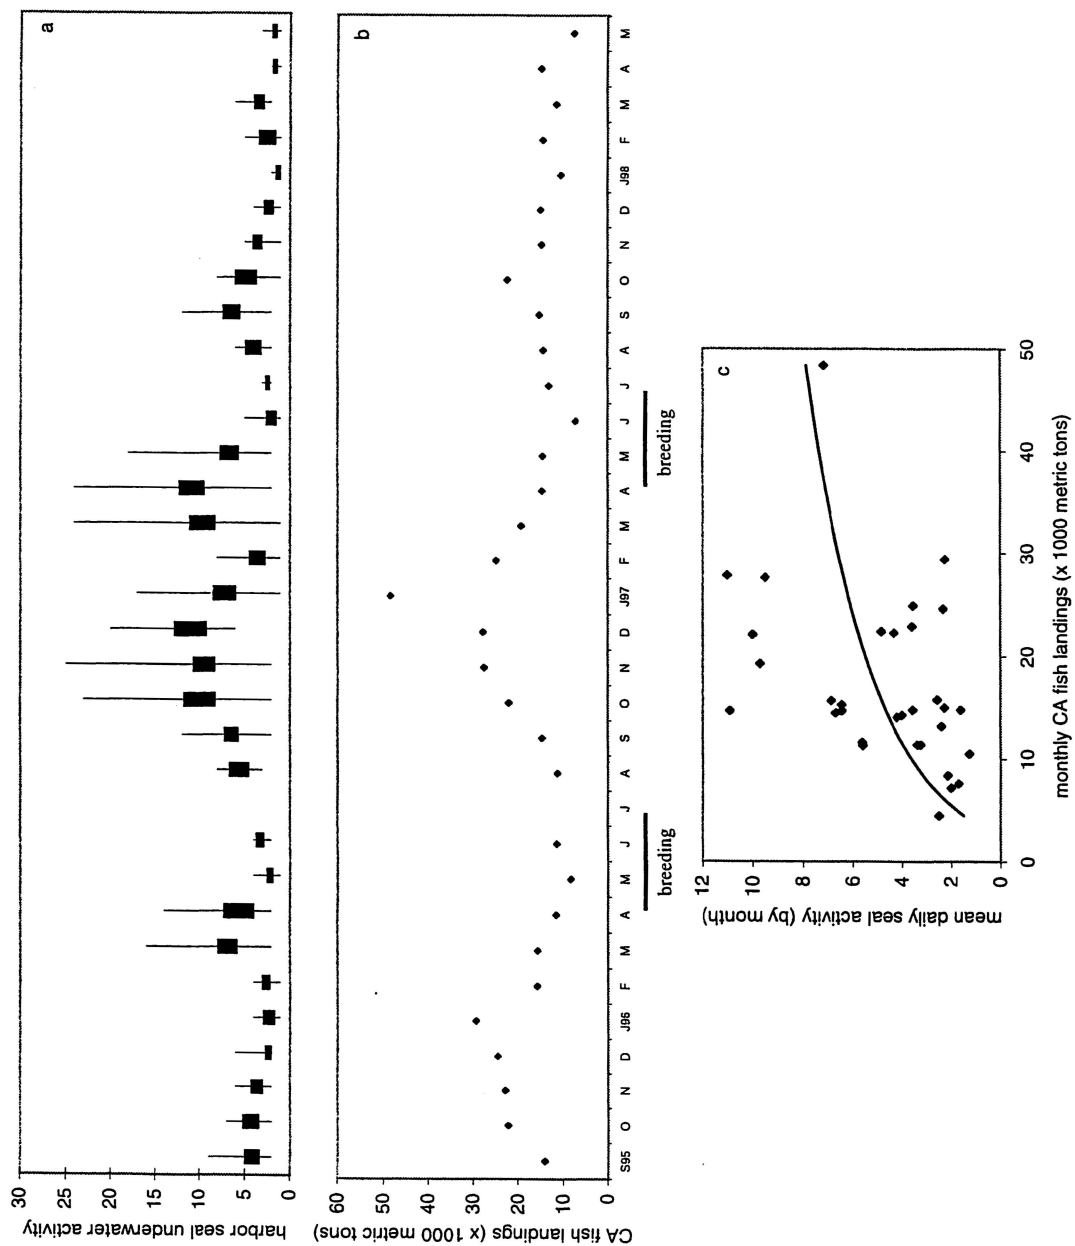 a
30 25 20 15 10 5 0
harbor seal underwater activity
b
60 50 40 30 20 10 0
CA fish landings (x 1000 metric tons)
S95 O N D J96 F M A M J J A S O N D J97 F M A M J J A S O N D J98 F M A M
breeding breeding
c
12 10 8 6 4 2 0
mean daily seal activity (by month)
0 10 20 30 40 50
monthly CA fish landings (x 1000 metric tons)